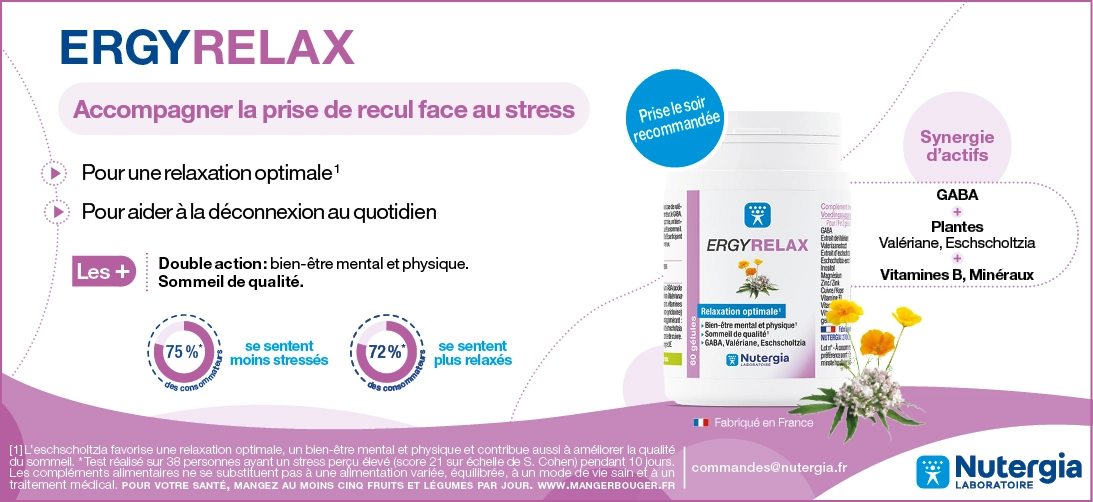 ERGYRELAX
Accompagner la prise de recul face au stress
Pour une relaxation optimale¹
Pour aider à la déconnexion au quotidien
Les +
Double action : bien-être mental et physique.
Sommeil de qualité.
75 %*
des consommateurs
se sentent
moins stressés
72 %*
des consommateurs
se sentent
plus relaxés
Prise le soir
recommandée
ERGYRELAX
Relaxation optimale¹
Bien-être mental et physique¹
Sommeil de qualité¹
GABA, Valériane, Eschscholtzia
60 gélules
Nutergia
LABORATOIRE
GABA
Inositol
Magnésium
Zinc/Zink
Fabriqué en France
Synergie
d'actifs
GABA
+
Plantes
Valériane, Eschscholtzia
+
Vitamines B, Minéraux
[1] L'eschscholtzia favorise une relaxation optimale, un bien-être mental et physique et contribue aussi à améliorer la qualité
du sommeil. *Test réalisé sur 38 personnes ayant un stress perçu élevé (score 21 sur échelle de S. Cohen) pendant 10 jours.
Les compléments alimentaires ne se substituent pas à une alimentation variée, équilibrée, à un mode de vie sain et à un
traitement médical. POUR VOTRE SANTÉ, MANGEZ AU MOINS CINQ FRUITS ET LÉGUMES PAR JOUR. WWW.MANGERBOUGER.FR
commandes@nutergia.fr
Nutergia
LABORATOIRE